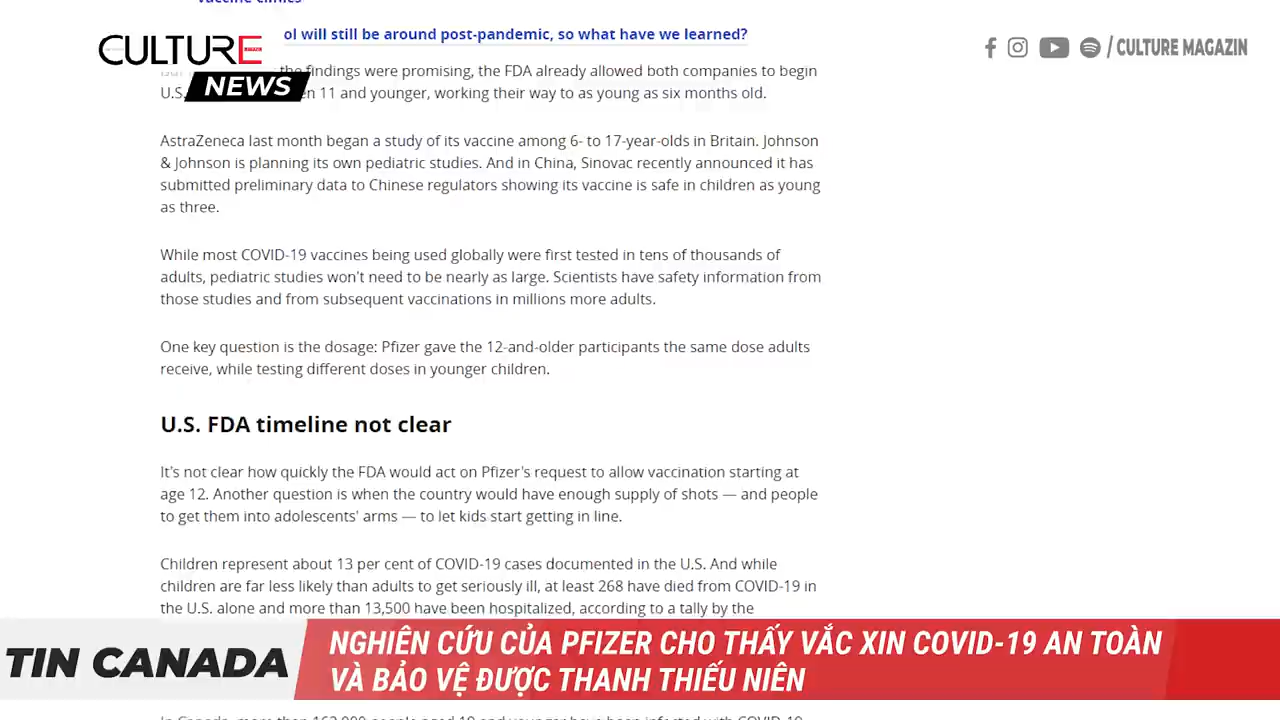 vaccine clinics
ol will still be around post-pandemic, so what have we learned?
CULTURE
/ CULTURE MAGAZIN
NEWS
the findings were promising, the FDA already allowed both companies to begin
U.S. en 11 and younger, working their way to as young as six months old.
AstraZeneca last month began a study of its vaccine among 6- to 17-year-olds in Britain. Johnson
& Johnson is planning its own pediatric studies. And in China, Sinovac recently announced it has
submitted preliminary data to Chinese regulators showing its vaccine is safe in children as young
as three.
While most COVID-19 vaccines being used globally were first tested in tens of thousands of
adults, pediatric studies won't need to be nearly as large. Scientists have safety information from
those studies and from subsequent vaccinations in millions more adults.
One key question is the dosage: Pfizer gave the 12-and-older participants the same dose adults
receive, while testing different doses in younger children.
U.S. FDA timeline not clear
It's not clear how quickly the FDA would act on Pfizer's request to allow vaccination starting at
age 12. Another question is when the country would have enough supply of shots — and people
to get them into adolescents' arms — to let kids start getting in line.
Children represent about 13 per cent of COVID-19 cases documented in the U.S. And while
children are far less likely than adults to get seriously ill, at least 268 have died from COVID-19 in
the U.S. alone and more than 13,500 have been hospitalized, according to a tally by the
TIN CANADA
NGHIÊN CỨU CỦA PFIZER CHO THẤY VẮC XIN COVID-19 AN TOÀN
VÀ BẢO VỆ ĐƯỢC THANH THIẾU NIÊN